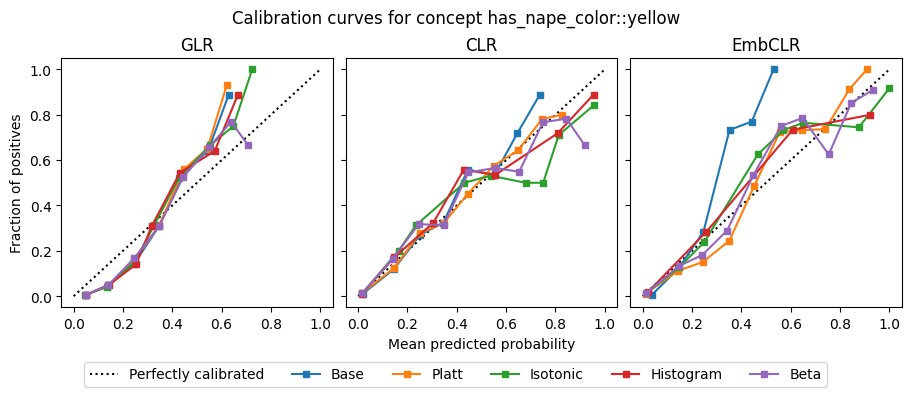 Calibration curves for concept has_nape_color::yellow
GLR
CLR
EmbCLR
Fraction of positives
1.0
0.8
0.6
0.4
0.2
0.0
0.0 0.2 0.4 0.6 0.8 1.0
0.0 0.2 0.4 0.6 0.8 1.0
0.0 0.2 0.4 0.6 0.8 1.0
Mean predicted probability
Perfectly calibrated Base Platt Isotonic Histogram Beta